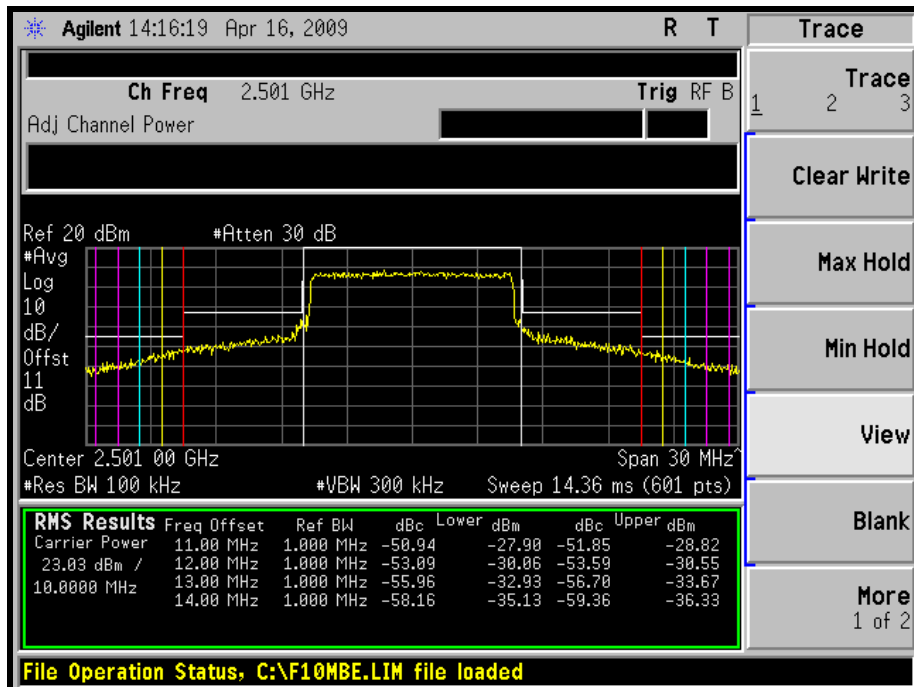 Agilent 14:16:19 Apr 16, 2009 R T
Trace
Ch Freq 2.501 GHz Trig RF B
Adj Channel Power
Trace
1 2 3
Clear Write
Max Hold
Min Hold
View
Blank
More
1 of 2
Ref 20 dBm #Atten 30 dB
#Avg
Log
10
dB/
Offst
11
dB
Center 2.501 00 GHz Span 30 MHz^
#Res BW 100 kHz #VBW 300 kHz Sweep 14.36 ms (601 pts)
RMS Results Freq Offset Ref BW dBc Lower dBm dBc Upper dBm
Carrier Power 11.00 MHz 1.000 MHz -50.94 -27.90 -51.85 -28.82
23.03 dBm / 12.00 MHz 1.000 MHz -53.09 -30.06 -53.59 -30.55
10.0000 MHz 13.00 MHz 1.000 MHz -55.96 -32.93 -56.70 -33.67
14.00 MHz 1.000 MHz -58.16 -35.13 -59.36 -36.33
File Operation Status, C:\F10MBE.LIM file loaded